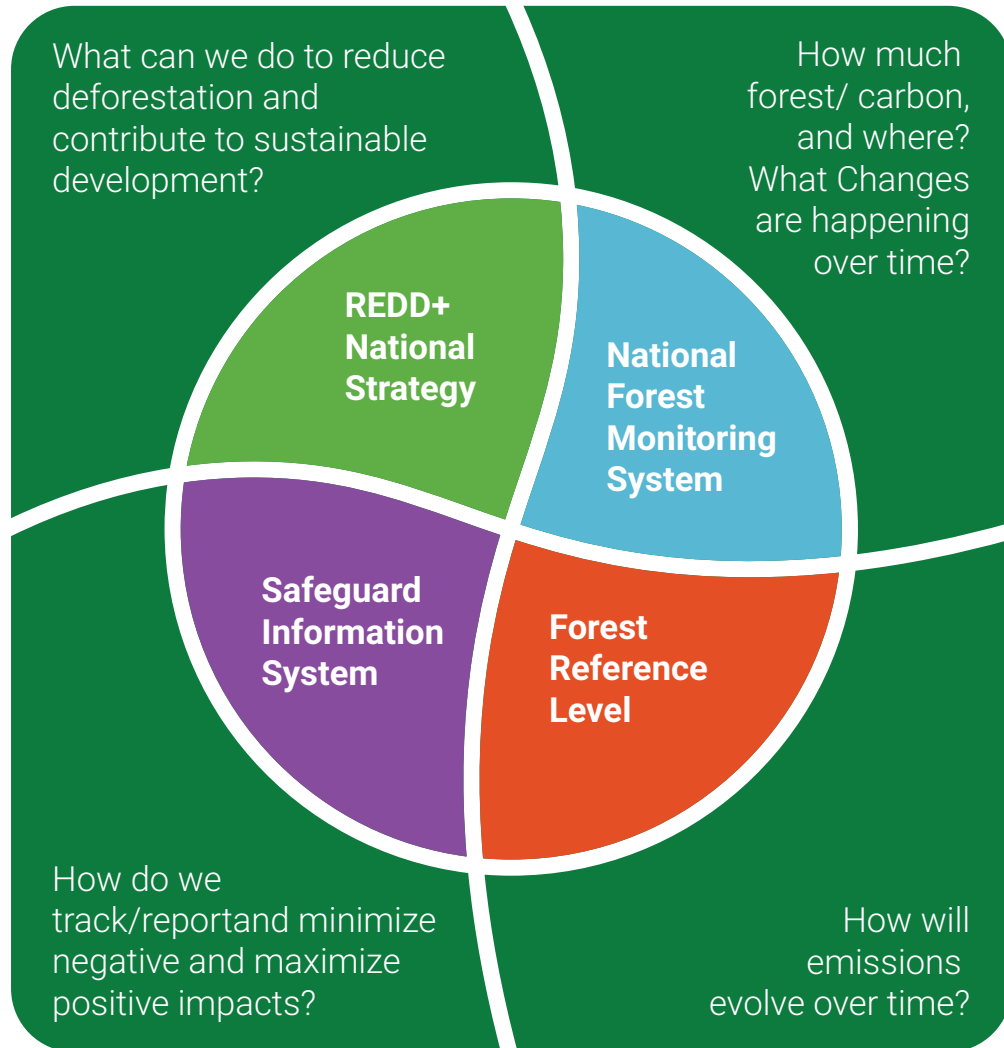 What can we do to reduce
deforestation and
contribute to sustainable
development?
How much
forest/ carbon,
and where?
What Changes
are happening
over time?
REDD+
National
Strategy
National
Forest
Monitoring
System
Safeguard
Information
System
Forest
Reference
Level
How do we
track/reportand minimize
negative and maximize
positive impacts?
How will
emissions
evolve over time?